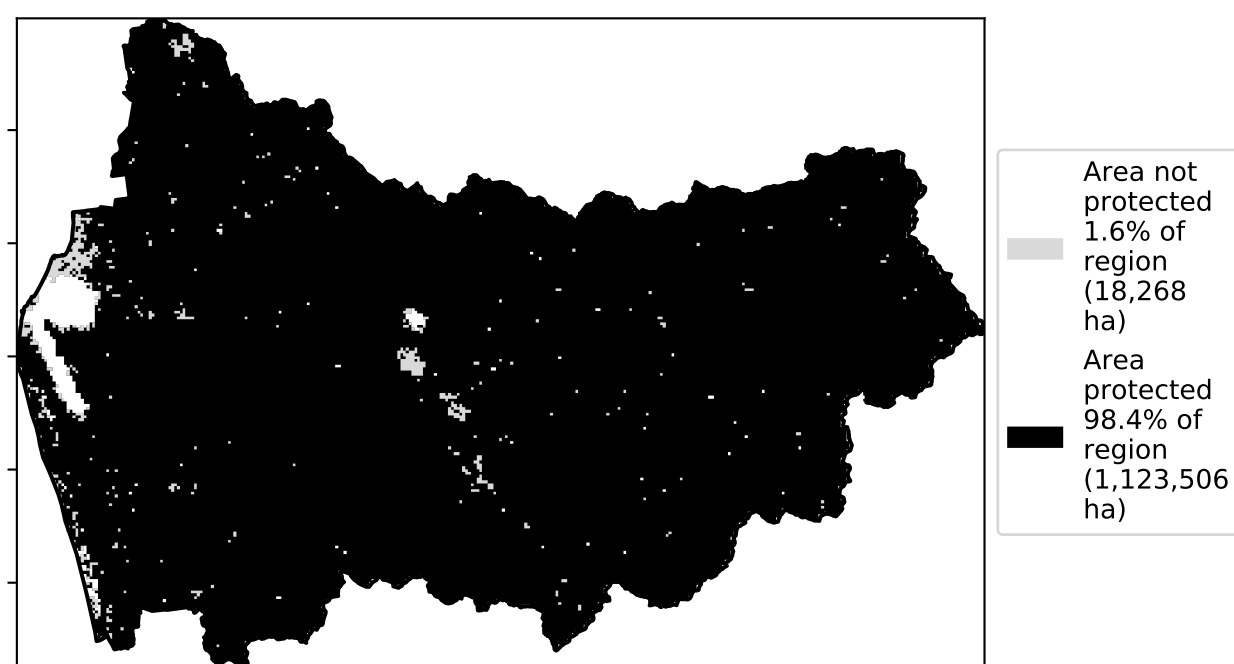 Area not
protected
1.6% of
region
(18,268
ha)
Area
protected
98.4% of
region
(1,123,506
ha)